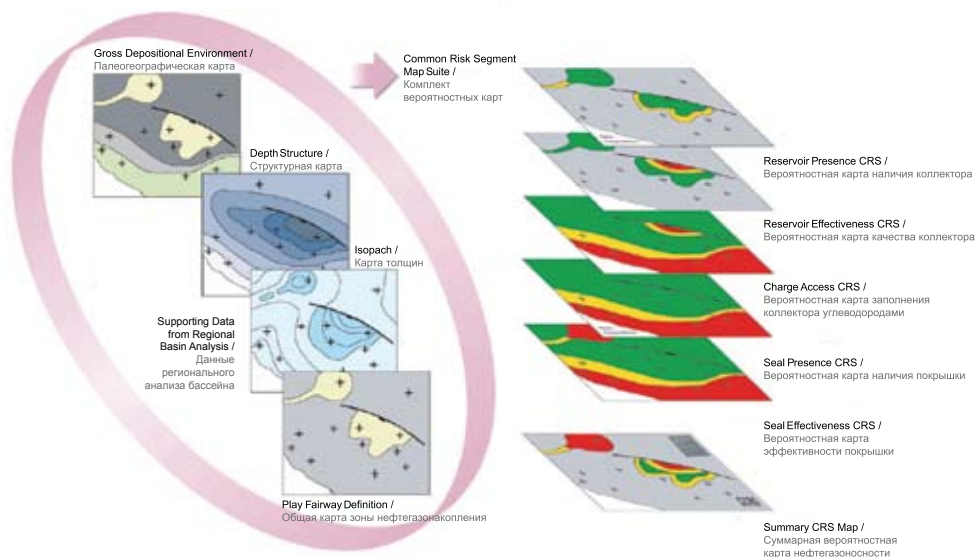 Gross Depositional Environment /
Палеогеографическая карта
Depth Structure /
Структурная карта
Isopach /
Карта толщин
Supporting Data
from Regional
Basin Analysis /
Данные
регионального
анализа бассейна
Play Fairway Definition /
Общая карта зоны нефтегазонакопления
Common Risk Segment
Map Suite /
Комплект
вероятностных карт
Reservoir Presence CRS /
Вероятностная карта наличия коллектора
Reservoir Effectiveness CRS /
Вероятностная карта качества коллектора
Charge Access CRS /
Вероятностная карта заполнения
коллектора углеводородами
Seal Presence CRS /
Вероятностная карта наличия покрышки
Seal Effectiveness CRS /
Вероятностная карта
эффективности покрышки
Summary CRS Map /
Суммарная вероятностная
карта нефтегазоносности